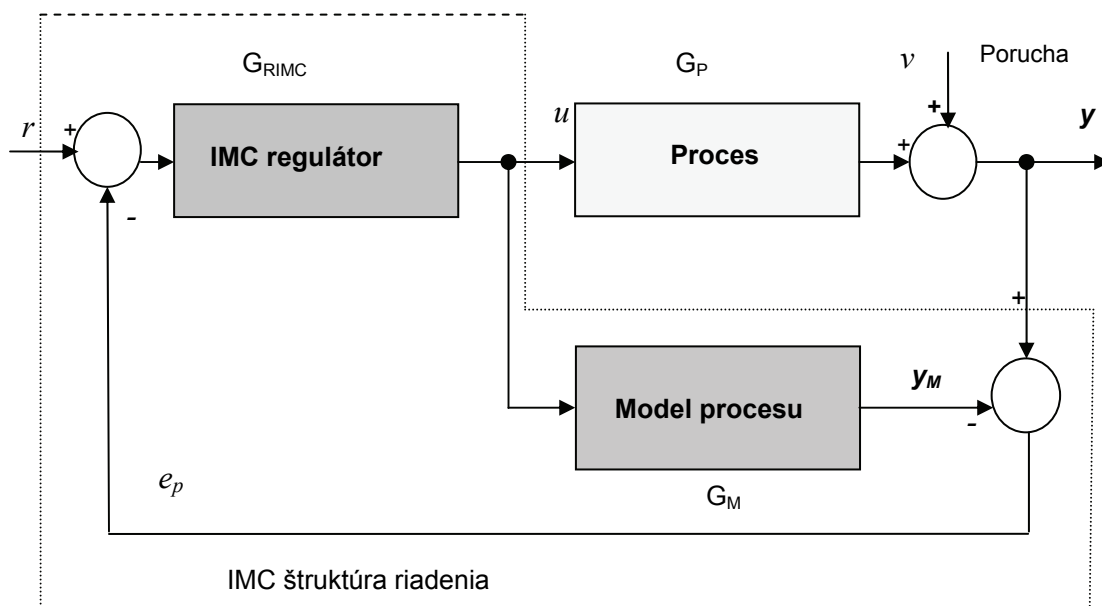 G_RIMC
G_P
v
Porucha
r
+
IMC regulátor
u
Proces
+
+
y
-
+
Model procesu
y_M
-
e_p
G_M
IMC štruktúra riadenia